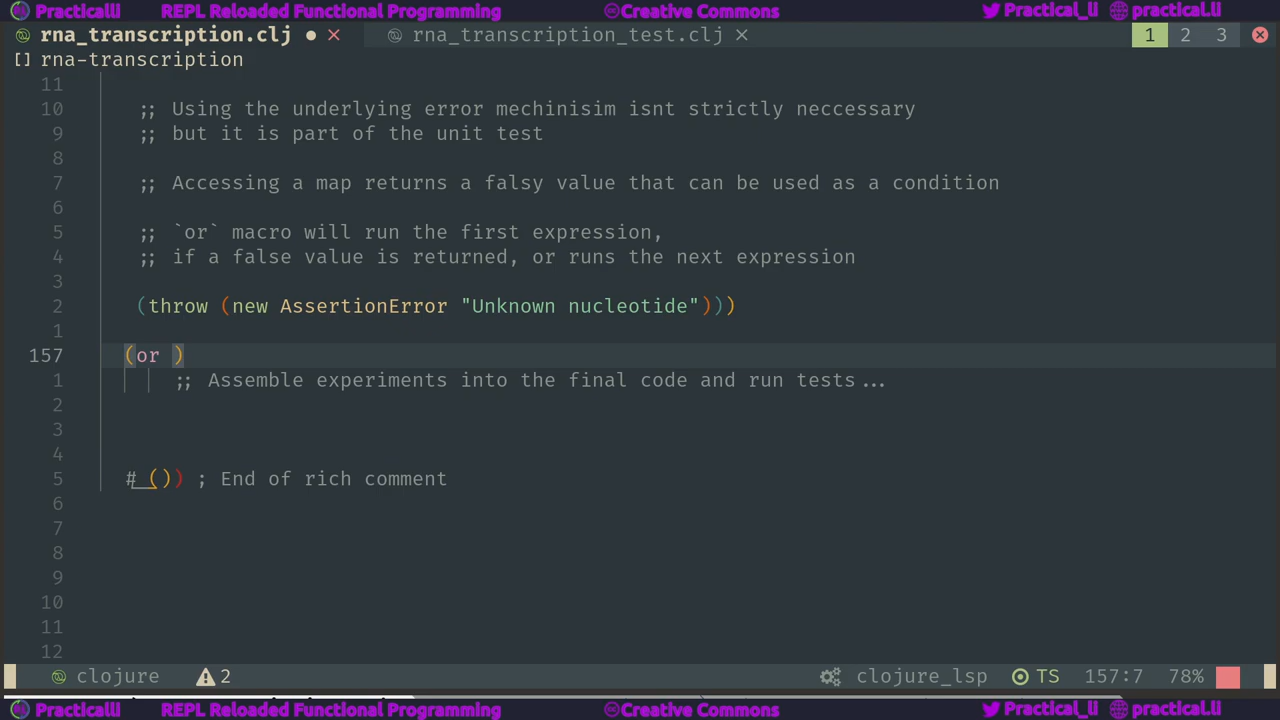 Practicalli REPL Reloaded Functional Programming Creative Commons Practical_li practical.li
rna_transcription.clj ● × rna_transcription_test.clj × 1 2 3
[] rna-transcription
11
10 ;; Using the underlying error mechinisim isnt strictly neccessary
9 ;; but it is part of the unit test
8
7 ;; Accessing a map returns a falsy value that can be used as a condition
6
5 ;; `or` macro will run the first expression,
4 ;; if a false value is returned, or runs the next expression
3
2 (throw (new AssertionError "Unknown nucleotide")))
1
157 (or )
1 ;; Assemble experiments into the final code and run tests...
2
3
4
5 #_()) ; End of rich comment
6
7
8
9
10
11
12
clojure 2 clojure_lsp TS 157:7 78%
Practicalli REPL Reloaded Functional Programming Creative Commons Practical_li practical.li